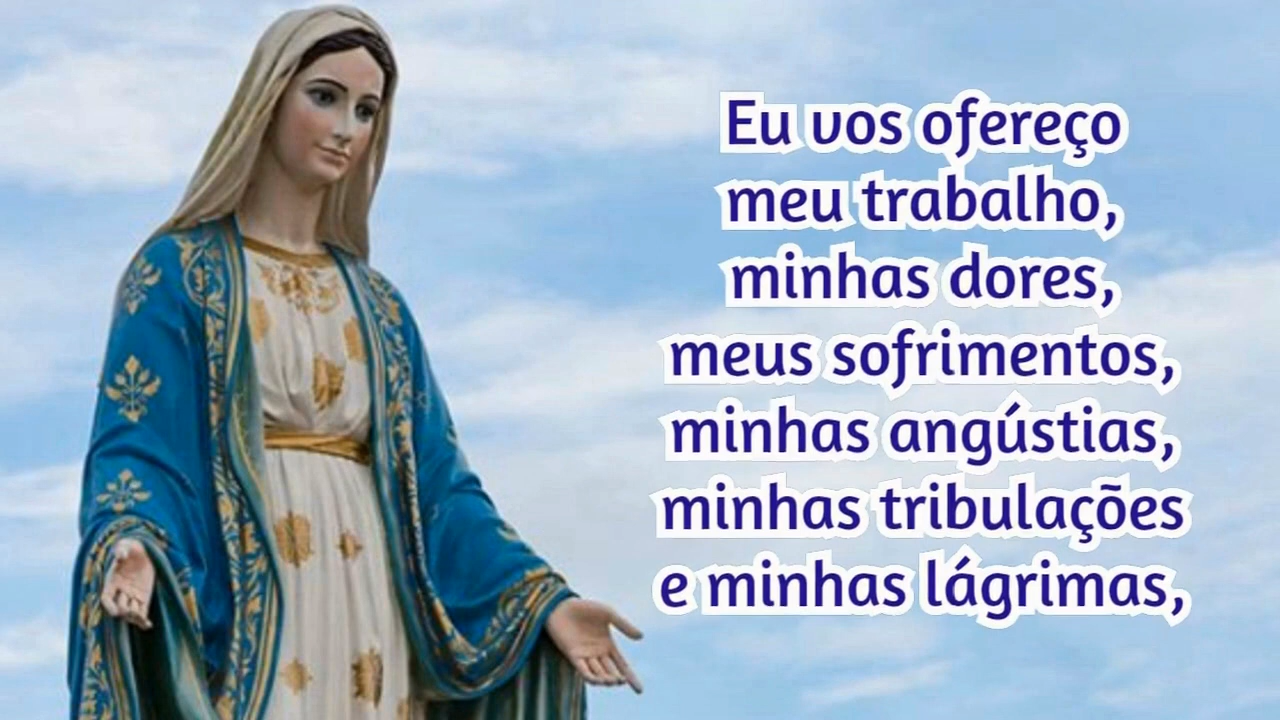 Eu vos ofereço
meu trabalho,
minhas dores,
meus sofrimentos,
minhas angústias,
minhas tribulações
e minhas lágrimas,